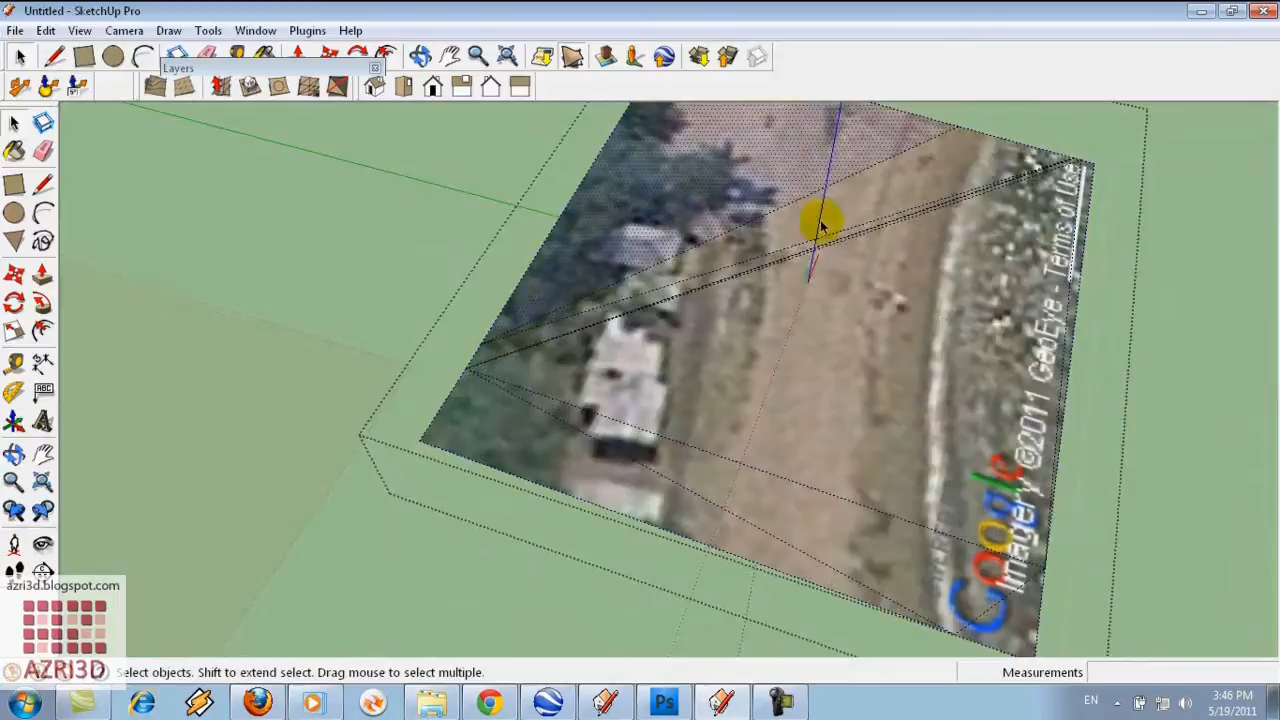 Untitled - SketchUp Pro
File Edit View Camera Draw Tools Window Plugins Help
Layers
ABC
Google
Imagery ©2011 GeoEye - Terms of Use
azri3d.blogspot.com
AZRI3D
Select objects. Shift to extend select. Drag mouse to select multiple.
Measurements
Ps
EN
3:46 PM
5/19/2011